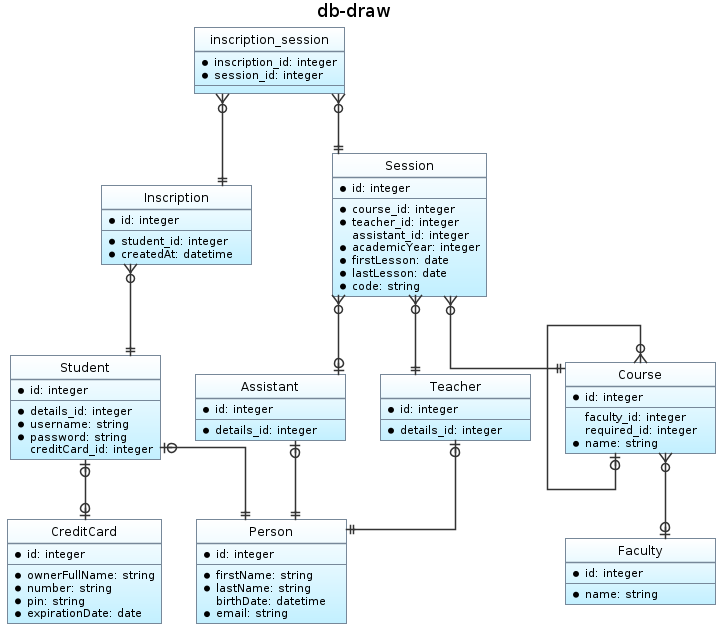 db-draw
inscription_session
inscription_id: integer
session_id: integer
Session
id: integer
course_id: integer
teacher_id: integer
assistant_id: integer
academicYear: integer
firstLesson: date
lastLesson: date
code: string
Inscription
id: integer
student_id: integer
createdAt: datetime
Student
id: integer
details_id: integer
username: string
password: string
creditCard_id: integer
Assistant
id: integer
details_id: integer
Teacher
id: integer
details_id: integer
Course
id: integer
faculty_id: integer
required_id: integer
name: string
CreditCard
id: integer
ownerFullName: string
number: string
pin: string
expirationDate: date
Person
id: integer
firstName: string
lastName: string
birthDate: datetime
email: string
Faculty
id: integer
name: string